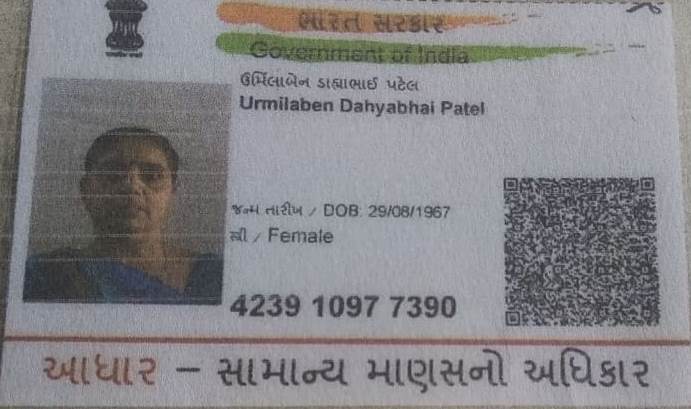 ભારત સરકાર
Government of India
ઉર્મિલાબેન ડાહ્યાભાઈ પટેલ
Urmilaben Dahyabhai Patel
જન્મ તારીખ / DOB: 29/08/1967
સ્ત્રી / Female
4239 1097 7390
આધાર – સામાન્ય માણસનો અધિકાર